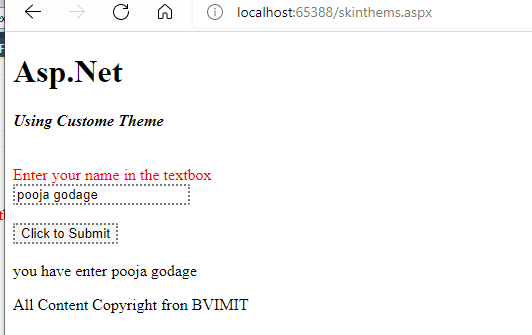 localhost:65388/skinthems.aspx
Asp.Net
Using Custome Theme
Enter your name in the textbox
pooja godage
Click to Submit
you have enter pooja godage
All Content Copyright fron BVIMIT